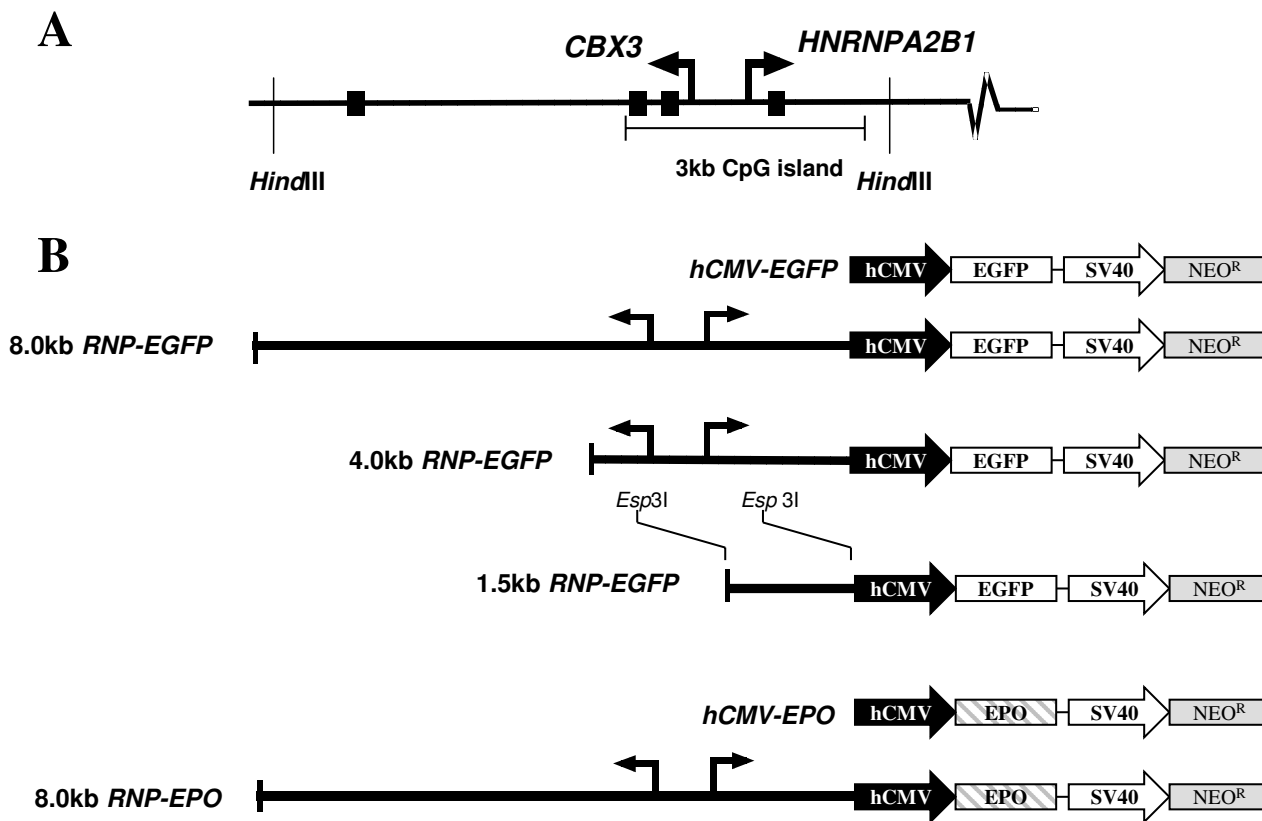 A
CBX3 HNRNPA2B1
3kb CpG island
HindIII HindIII
B
hCMV-EGFP hCMV EGFP SV40 NEOᴿ
8.0kb RNP-EGFP hCMV EGFP SV40 NEOᴿ
4.0kb RNP-EGFP hCMV EGFP SV40 NEOᴿ
Esp3I Esp 3I
1.5kb RNP-EGFP hCMV EGFP SV40 NEOᴿ
hCMV-EPO hCMV EPO SV40 NEOᴿ
8.0kb RNP-EPO hCMV EPO SV40 NEOᴿ